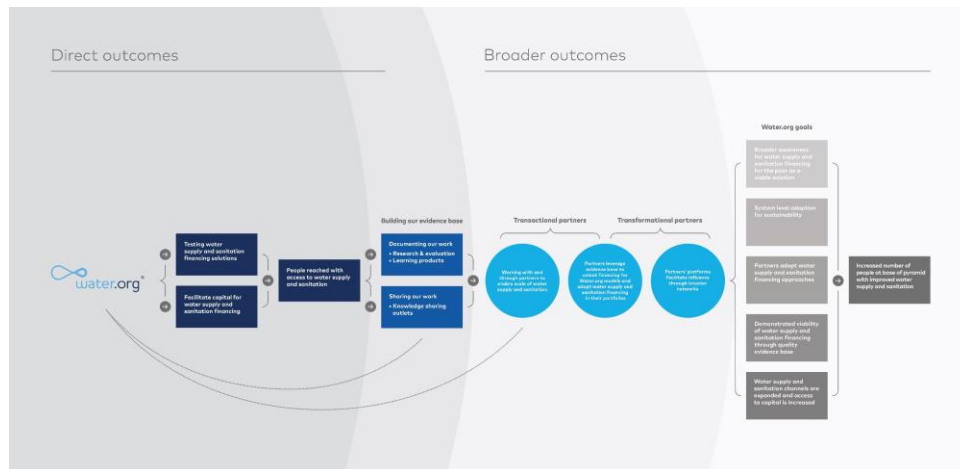 Direct outcomes
Broader outcomes
water.org
Testing water
supply and sanitation
financing solutions
Facilitate capital for
water supply and
sanitation financing
People reached with
access to water supply
and sanitation
Building our evidence base
Documenting our work
• Research & evaluation
• Learning products
Sharing our work
• Knowledge sharing
outlets
Transactional partners
Transformational partners
Working with and
through partners to
enable scale of water
supply and sanitation
Partners leverage
evidence base to
unlock financing for
Water.org models and
adapt water supply and
sanitation financing
in their portfolios
Partners' platforms
facilitate influence
through broader
networks
Water.org goals
Broader awareness
for water supply and
sanitation financing
for the poor as a
viable solution
System level adoption
for sustainability
Partners adapt water
supply and sanitation
financing approaches
Demonstrated viability
of water supply and
sanitation financing
through quality
evidence base
Water supply and
sanitation channels are
expanded and access
to capital is increased
Increased number of
people at base of pyramid
with improved water
supply and sanitation